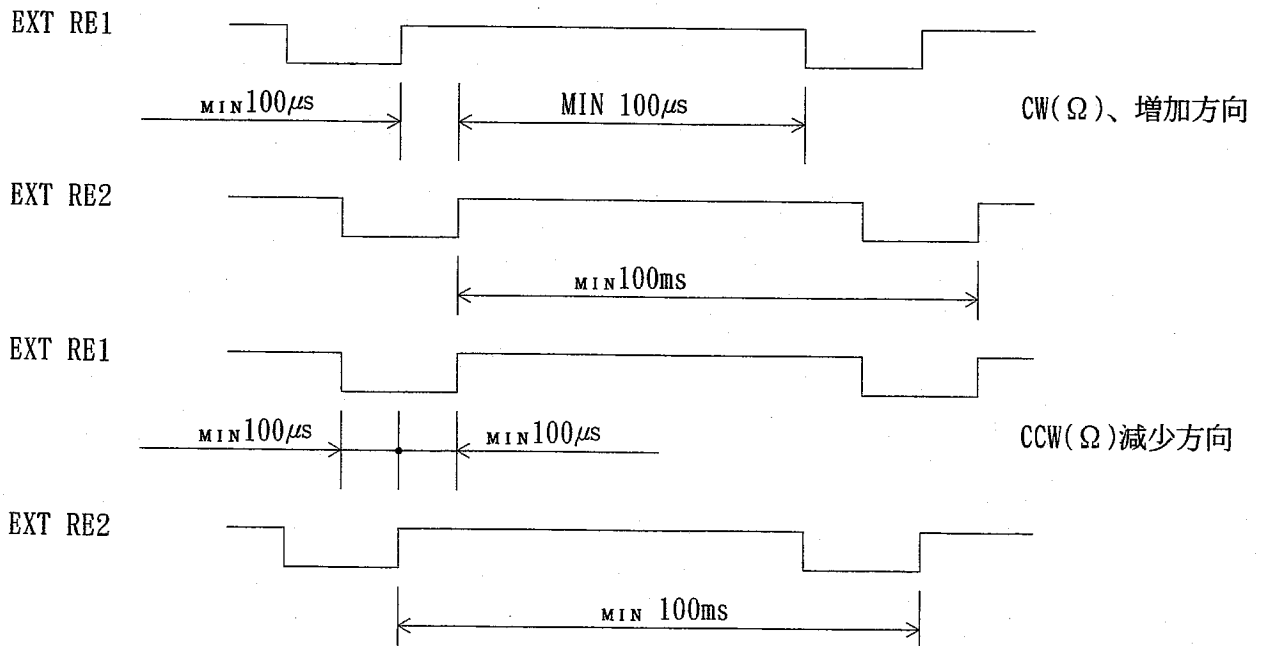 EXT RE1
MIN100μs
MIN 100μs
CW(Ω)、増加方向
EXT RE2
MIN100ms
EXT RE1
MIN100μs
MIN100μs
CCW(Ω)減少方向
EXT RE2
MIN 100ms